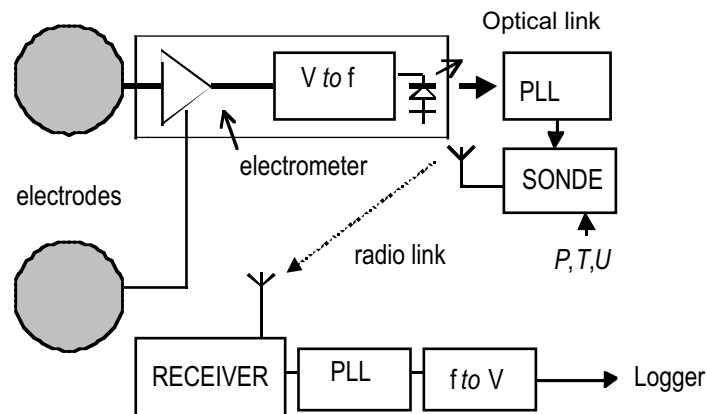 Optical link
V to f
PLL
electrometer
SONDE
electrodes
radio link
P,T,U
RECEIVER
PLL
f to V
Logger